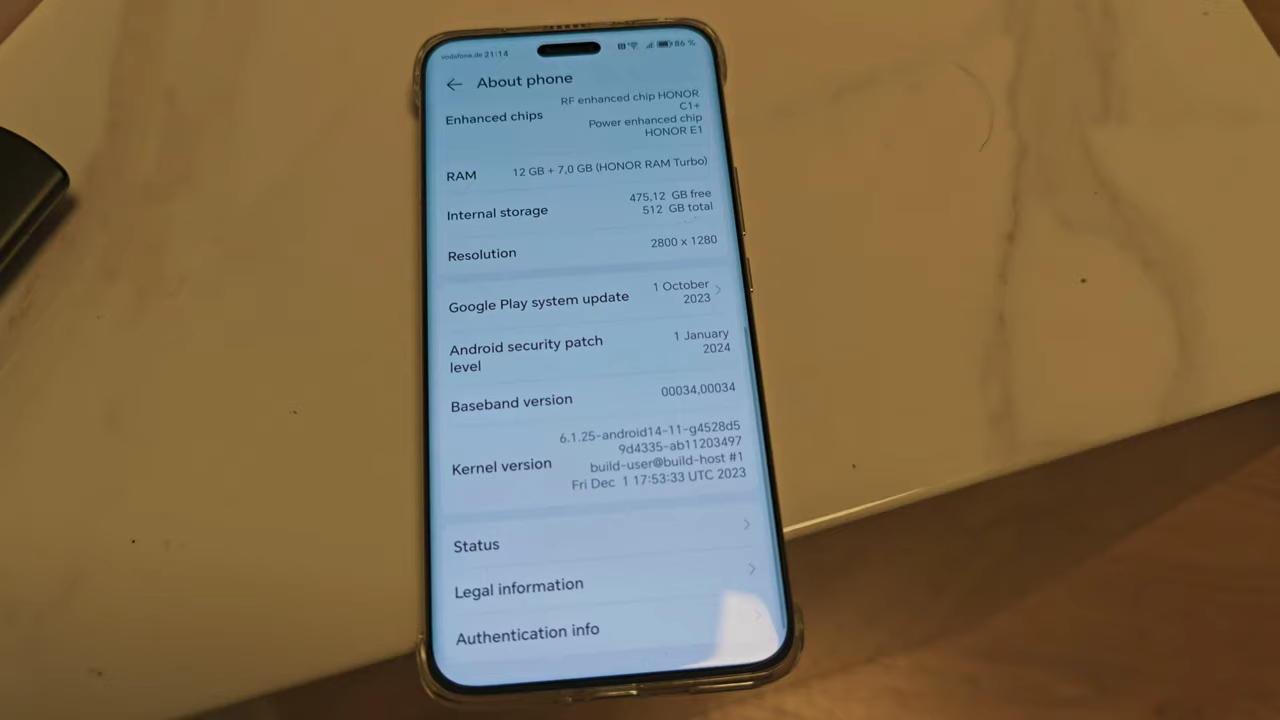 vodafone.de 21:14
86 %
About phone
Enhanced chips
RF enhanced chip HONOR
C1+
Power enhanced chip
HONOR E1
RAM
12 GB + 7,0 GB (HONOR RAM Turbo)
Internal storage
475,12 GB free
512 GB total
Resolution
2800 x 1280
Google Play system update
1 October
2023
Android security patch
level
1 January
2024
Baseband version
00034,00034
Kernel version
6.1.25-android14-11-g4528d5
9d4335-ab11203497
build-user@build-host #1
Fri Dec 1 17:53:33 UTC 2023
Status
Legal information
Authentication info